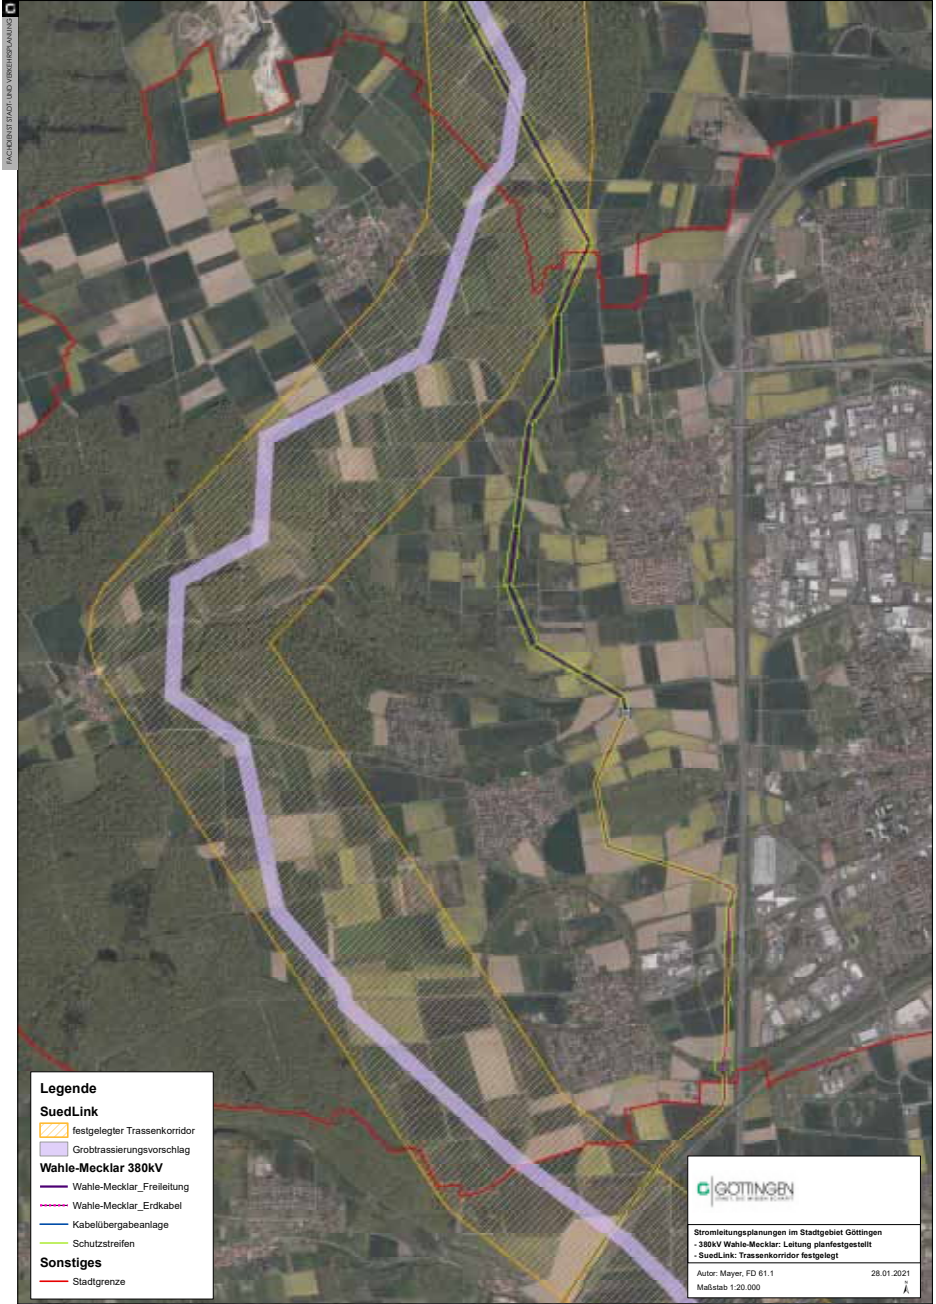 FACHDIENST STADT- UND VERKEHRSPLANUNG
Legende
SuedLink
festgelegter Trassenkorridor
Grobtrassierungsvorschlag
Wahle-Mecklar 380kV
Wahle-Mecklar_Freileitung
Wahle-Mecklar_Erdkabel
Kabelübergabeanlage
Schutzstreifen
Sonstiges
Stadtgrenze
GÖTTINGEN
Stromleitungsplanungen im Stadtgebiet Göttingen
- 380kV Wahle-Mecklar: Leitung planfestgestellt
- SuedLink: Trassenkorridor festgelegt
Autor: Mayer, FD 61.1 28.01.2021
Maßstab 1:20.000
N